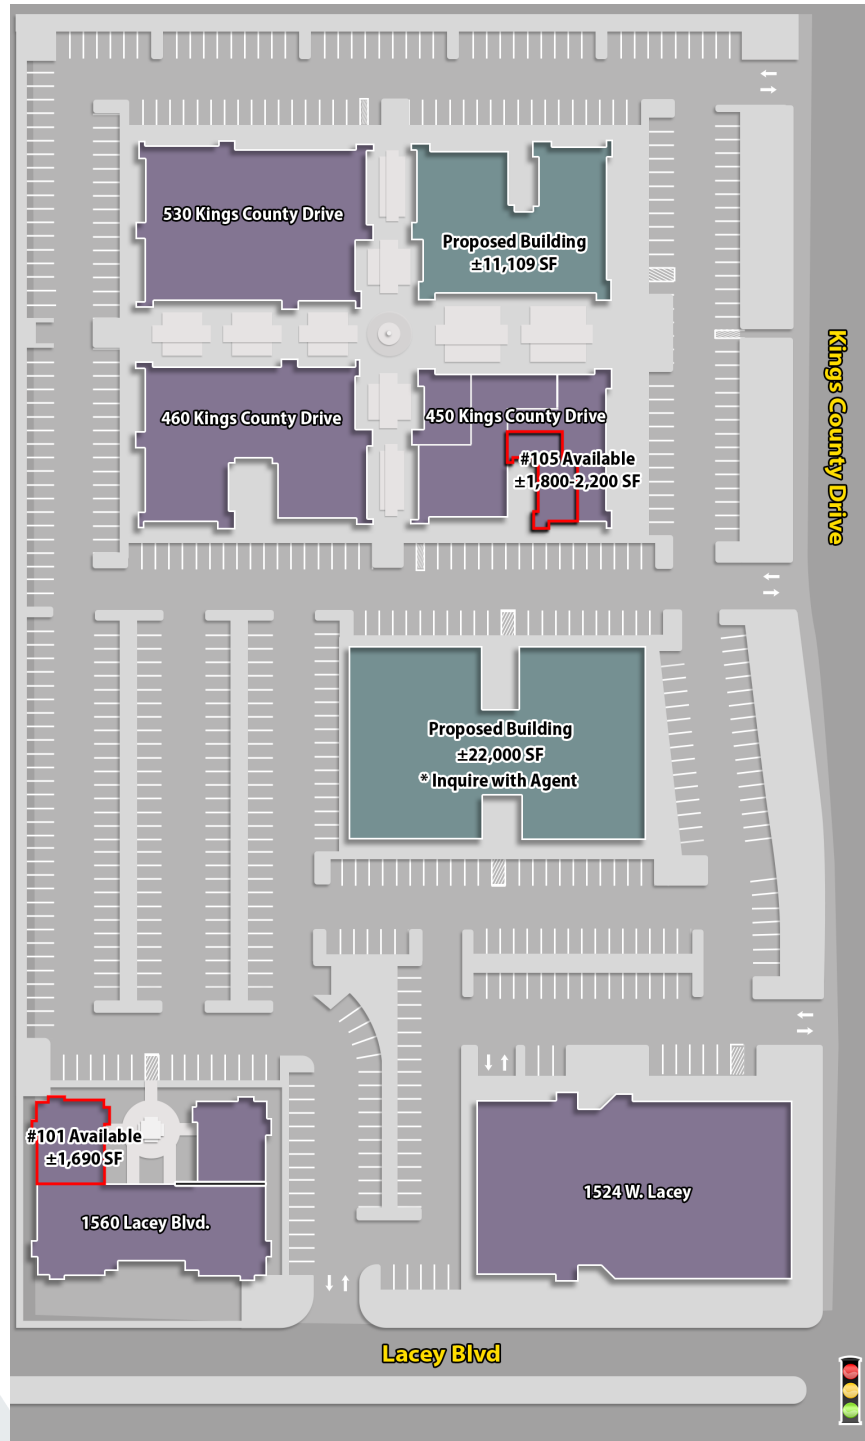 530 Kings County Drive
Proposed Building
±11,109 SF
460 Kings County Drive
450 Kings County Drive
#105 Available
±1,800-2,200 SF
Kings County Drive
Proposed Building
±22,000 SF
* Inquire with Agent
#101 Available
±1,690 SF
1560 Lacey Blvd.
1524 W. Lacey
Lacey Blvd